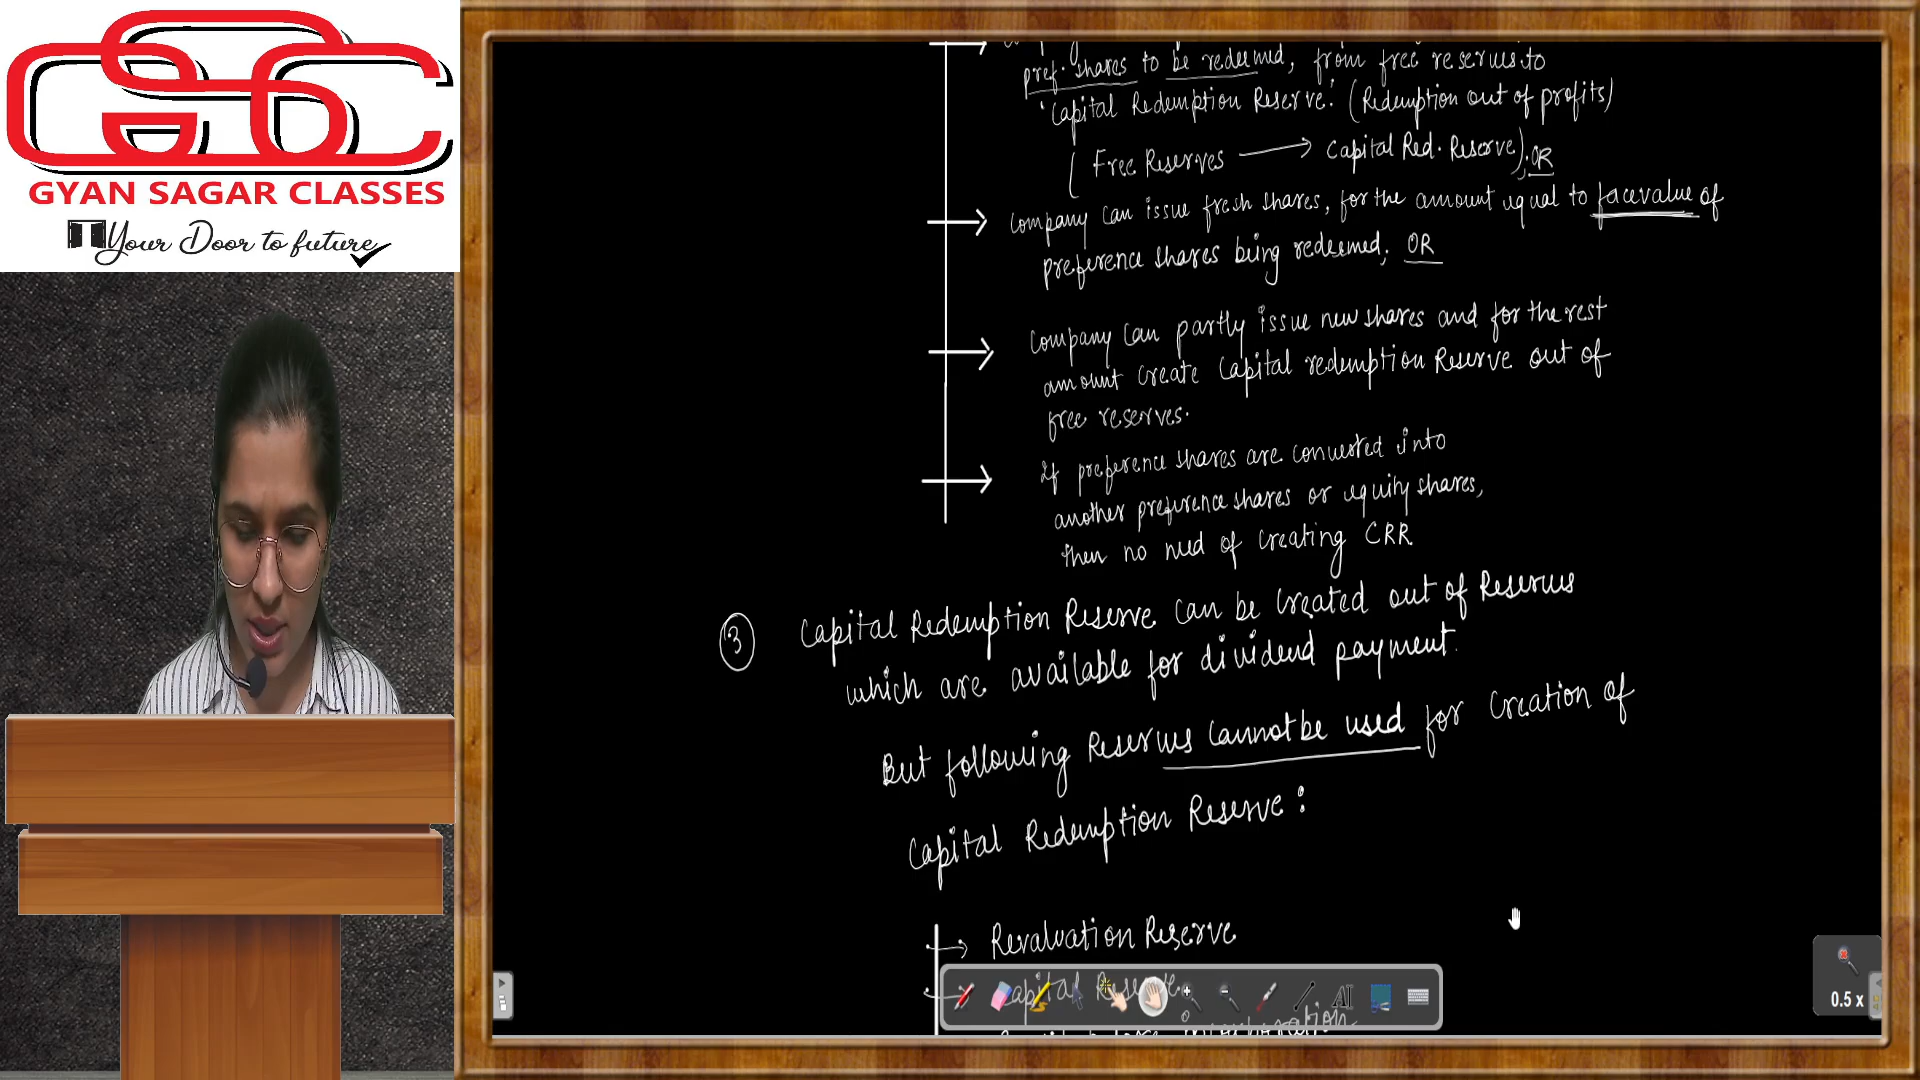 GSC
GYAN SAGAR CLASSES
Your Door to future
pref. shares to be redeemed, from free reserves to
'Capital Redemption Reserve'. (Redemption out of profits)
(Free Reserves → Capital Red. Reserve), OR
Company can issue fresh shares, for the amount equal to facevalue of
preference shares being redeemed, OR
Company can partly issue new shares and for the rest
amount create Capital redemption Reserve out of
free reserves.
If preference shares are converted into
another preference shares or equity shares,
then no need of creating CRR
3 Capital Redemption Reserve can be created out of Reserves
which are available for dividend payment.
But following Reserves cannot be used for creation of
Capital Redemption Reserve:
Revaluation Reserve
Capital Reserve
incorporation
0.5 x